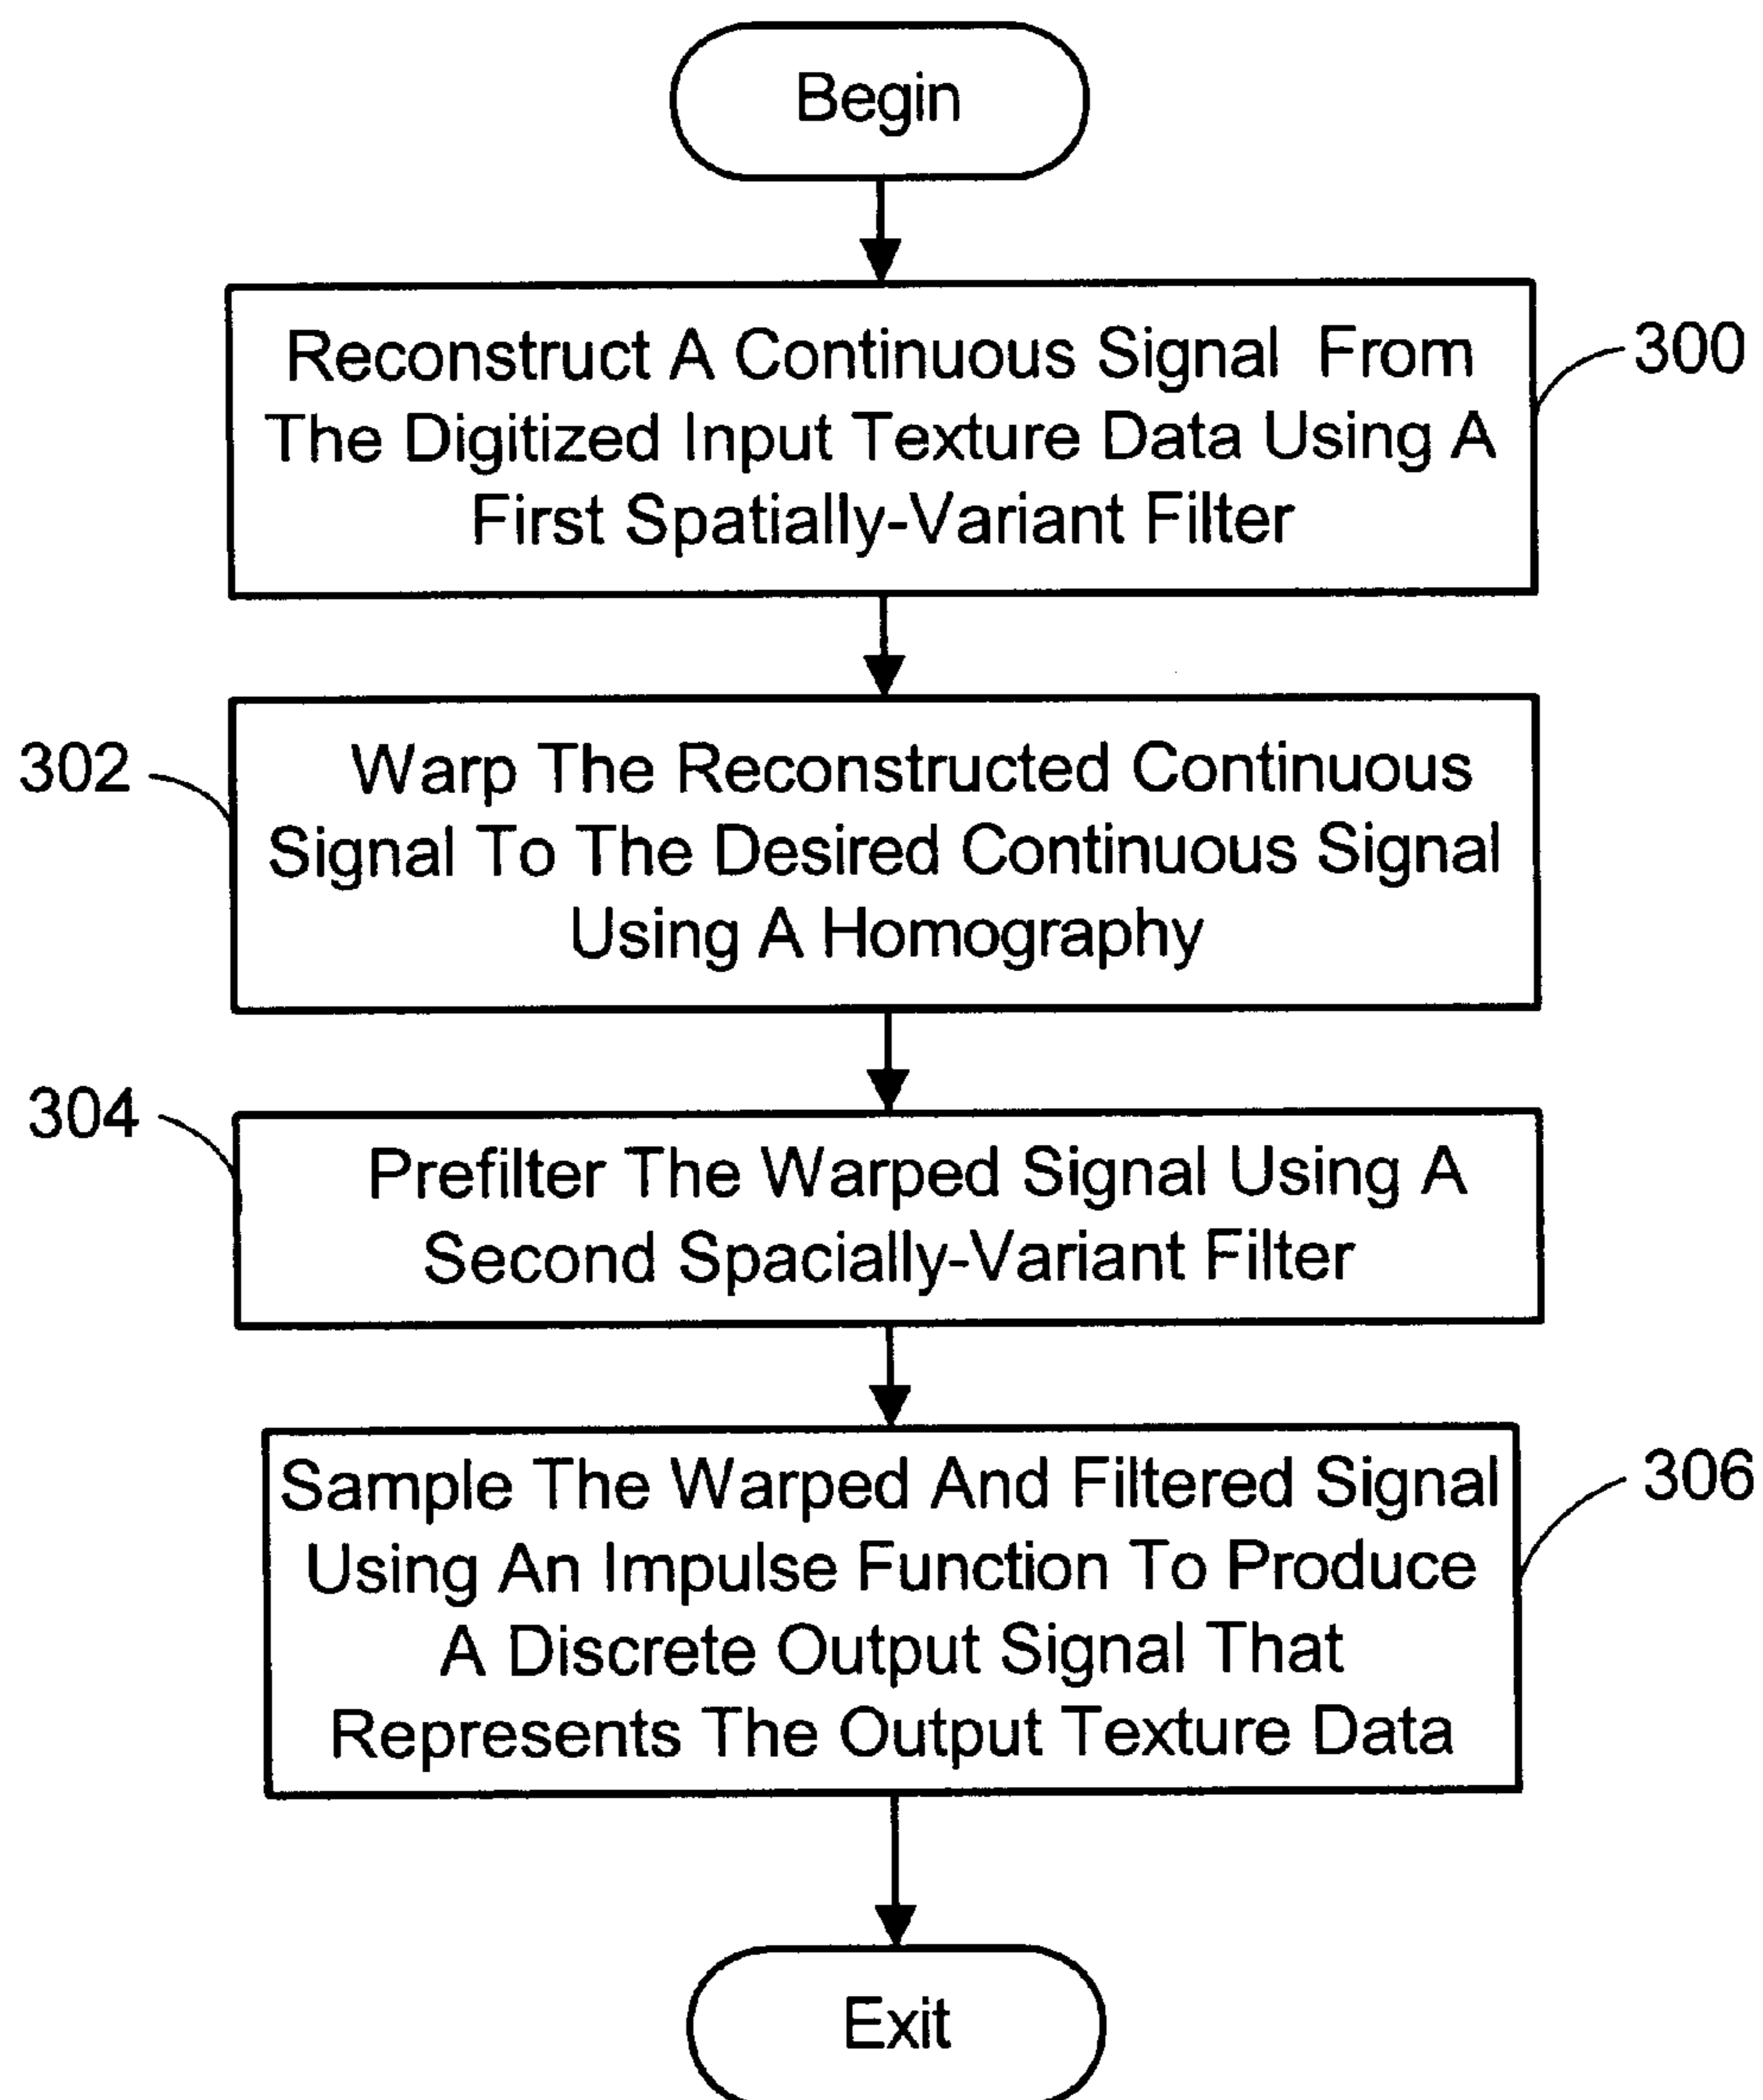 Begin
Reconstruct A Continuous Signal From
The Digitized Input Texture Data Using A
First Spatially-Variant Filter
300
302
Warp The Reconstructed Continuous
Signal To The Desired Continuous Signal
Using A Homography
304
Prefilter The Warped Signal Using A
Second Spacially-Variant Filter
306
Sample The Warped And Filtered Signal
Using An Impulse Function To Produce
A Discrete Output Signal That
Represents The Output Texture Data
Exit